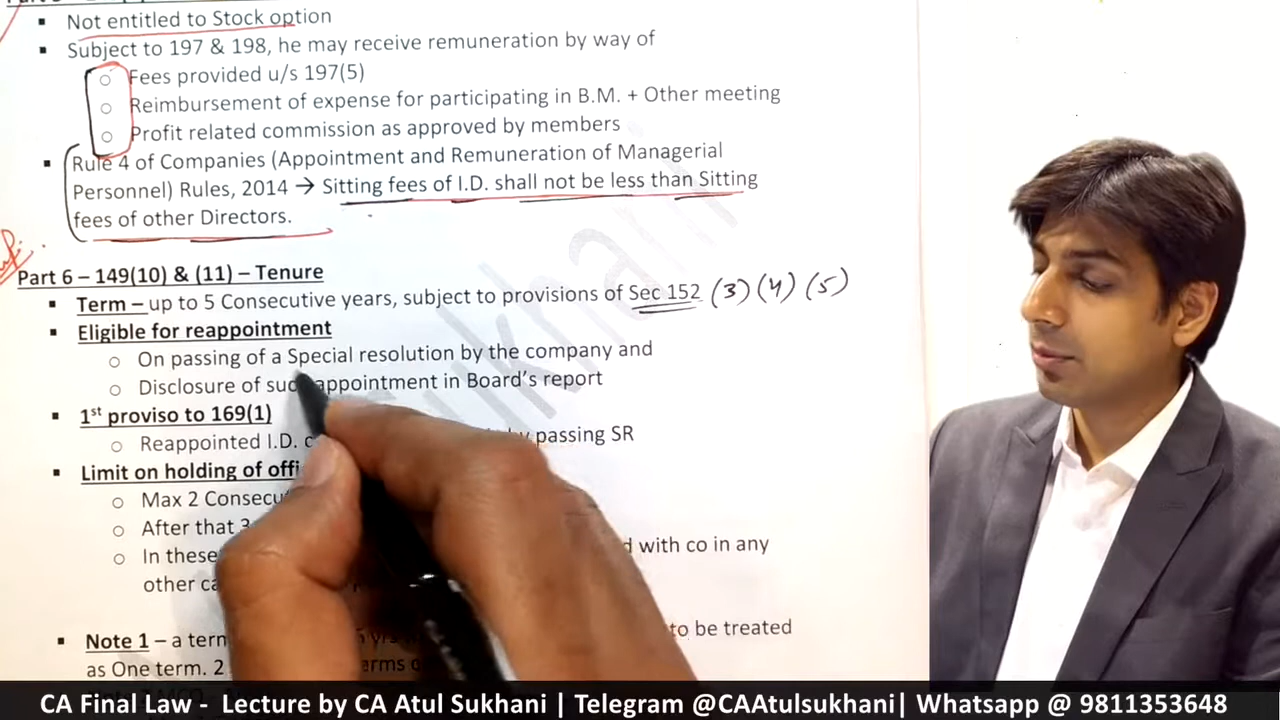 Not entitled to Stock option
Subject to 197 & 198, he may receive remuneration by way of
Fees provided u/s 197(5)
Reimbursement of expense for participating in B.M. + Other meeting
Profit related commission as approved by members
Rule 4 of Companies (Appointment and Remuneration of Managerial
Personnel) Rules, 2014 → Sitting fees of I.D. shall not be less than Sitting
fees of other Directors.
Part 6 – 149(10) & (11) – Tenure
Term – up to 5 Consecutive years, subject to provisions of Sec 152 (3) (4) (5)
Eligible for reappointment
On passing of a Special resolution by the company and
Disclosure of such appointment in Board's report
1st proviso to 169(1)
Reappointed I.D. passing SR
Limit on holding of
Max 2
After that 3
In these with co in any
other
Note 1 – a term to be treated
as One term. 2
CA Final Law - Lecture by CA Atul Sukhani | Telegram @CAAtulsukhani| Whatsapp @ 9811353648